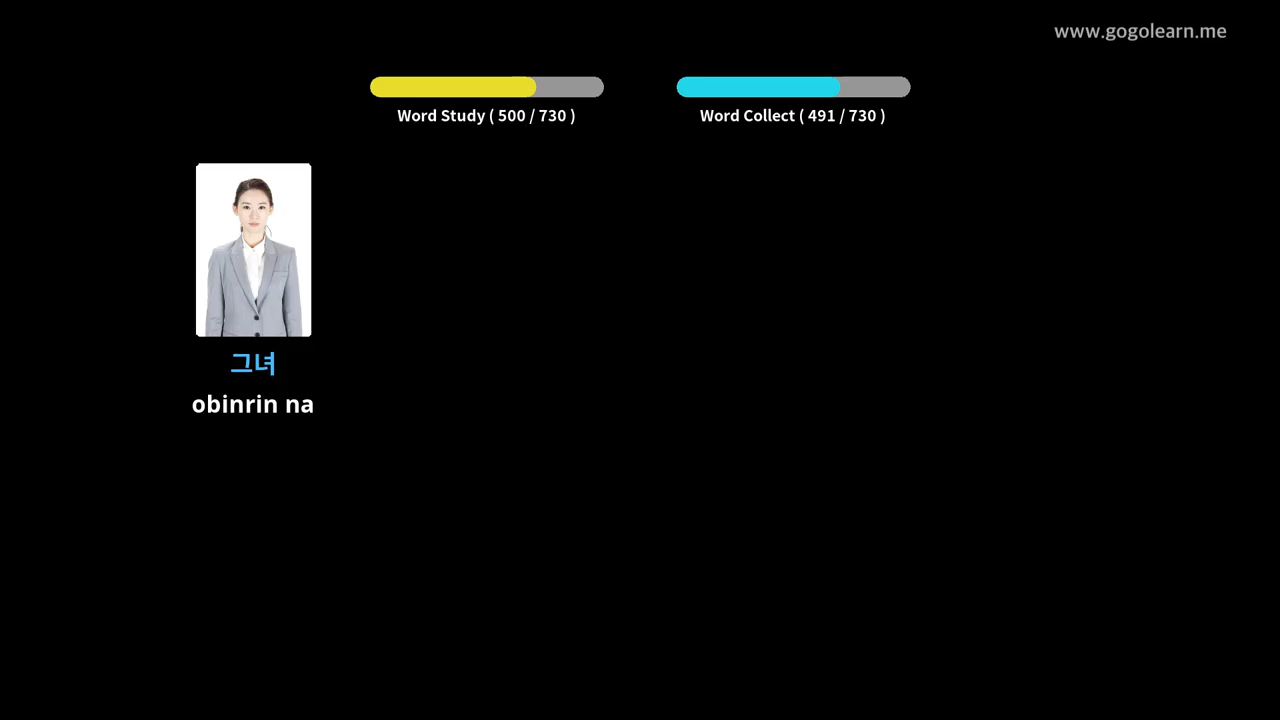 www.gogolearn.me
Word Study ( 500 / 730 )
Word Collect ( 491 / 730 )
그녀
obinrin na